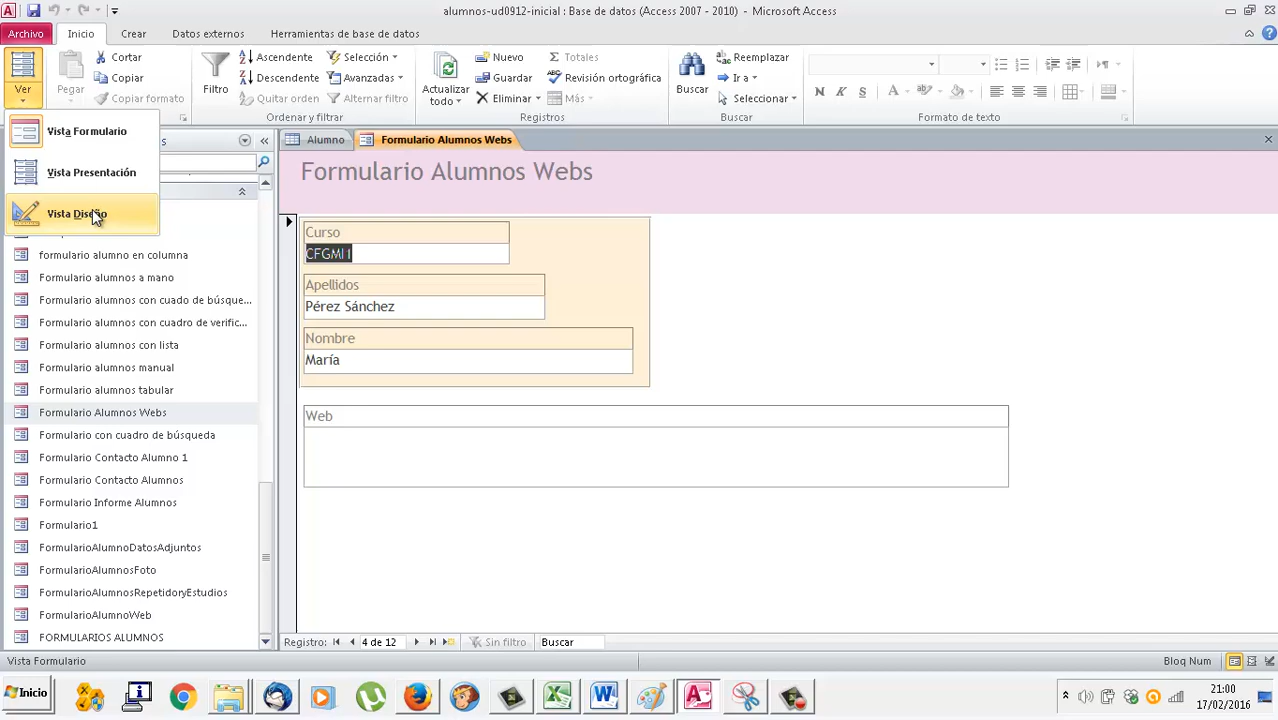 alumnos-ud0912-inicial : Base de datos (Access 2007 - 2010) - Microsoft Access
Archivo Inicio Crear Datos externos Herramientas de base de datos
Ver
Pegar
Cortar
Copiar
Copiar formato
Filtro
Ascendente
Descendente
Quitar orden
Selección
Avanzadas
Alternar filtro
Ordenar y filtrar
Actualizar todo
Nuevo
Guardar
Eliminar
Totales
Revisión ortográfica
Más
Registros
Buscar
Reemplazar
Ir a
Seleccionar
Buscar
N K S
A
Formato de texto
Vista Formulario
Vista Presentación
Vista Diseño
formulario alumno en columna
Formulario alumnos a mano
Formulario alumnos con cuado de búsque...
Formulario alumnos con cuadro de verific...
Formulario alumnos con lista
Formulario alumnos manual
Formulario alumnos tabular
Formulario Alumnos Webs
Formulario con cuadro de búsqueda
Formulario Contacto Alumno 1
Formulario Contacto Alumnos
Formulario Informe Alumnos
Formulario1
FormularioAlumnoDatosAdjuntos
FormularioAlumnosFoto
FormularioAlumnosRepetidoryEstudios
FormularioAlumnoWeb
FORMULARIOS ALUMNOS
Alumno
Formulario Alumnos Webs
Formulario Alumnos Webs
Curso
CFGMI1
Apellidos
Pérez Sánchez
Nombre
María
Web
Registro: 4 de 12 Sin filtro Buscar
Vista Formulario
Bloq Num
Inicio
21:00
17/02/2016